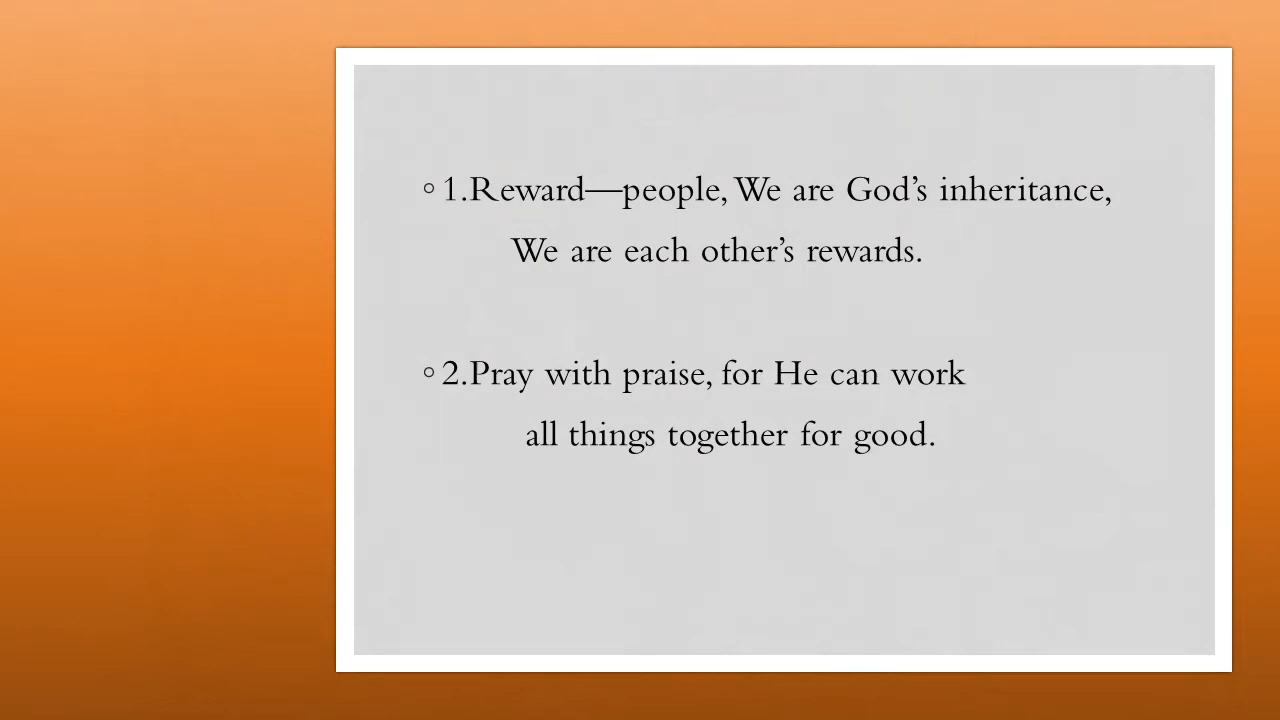 ◦ 1.Reward—people, We are God’s inheritance,
We are each other’s rewards.
◦ 2.Pray with praise, for He can work
all things together for good.